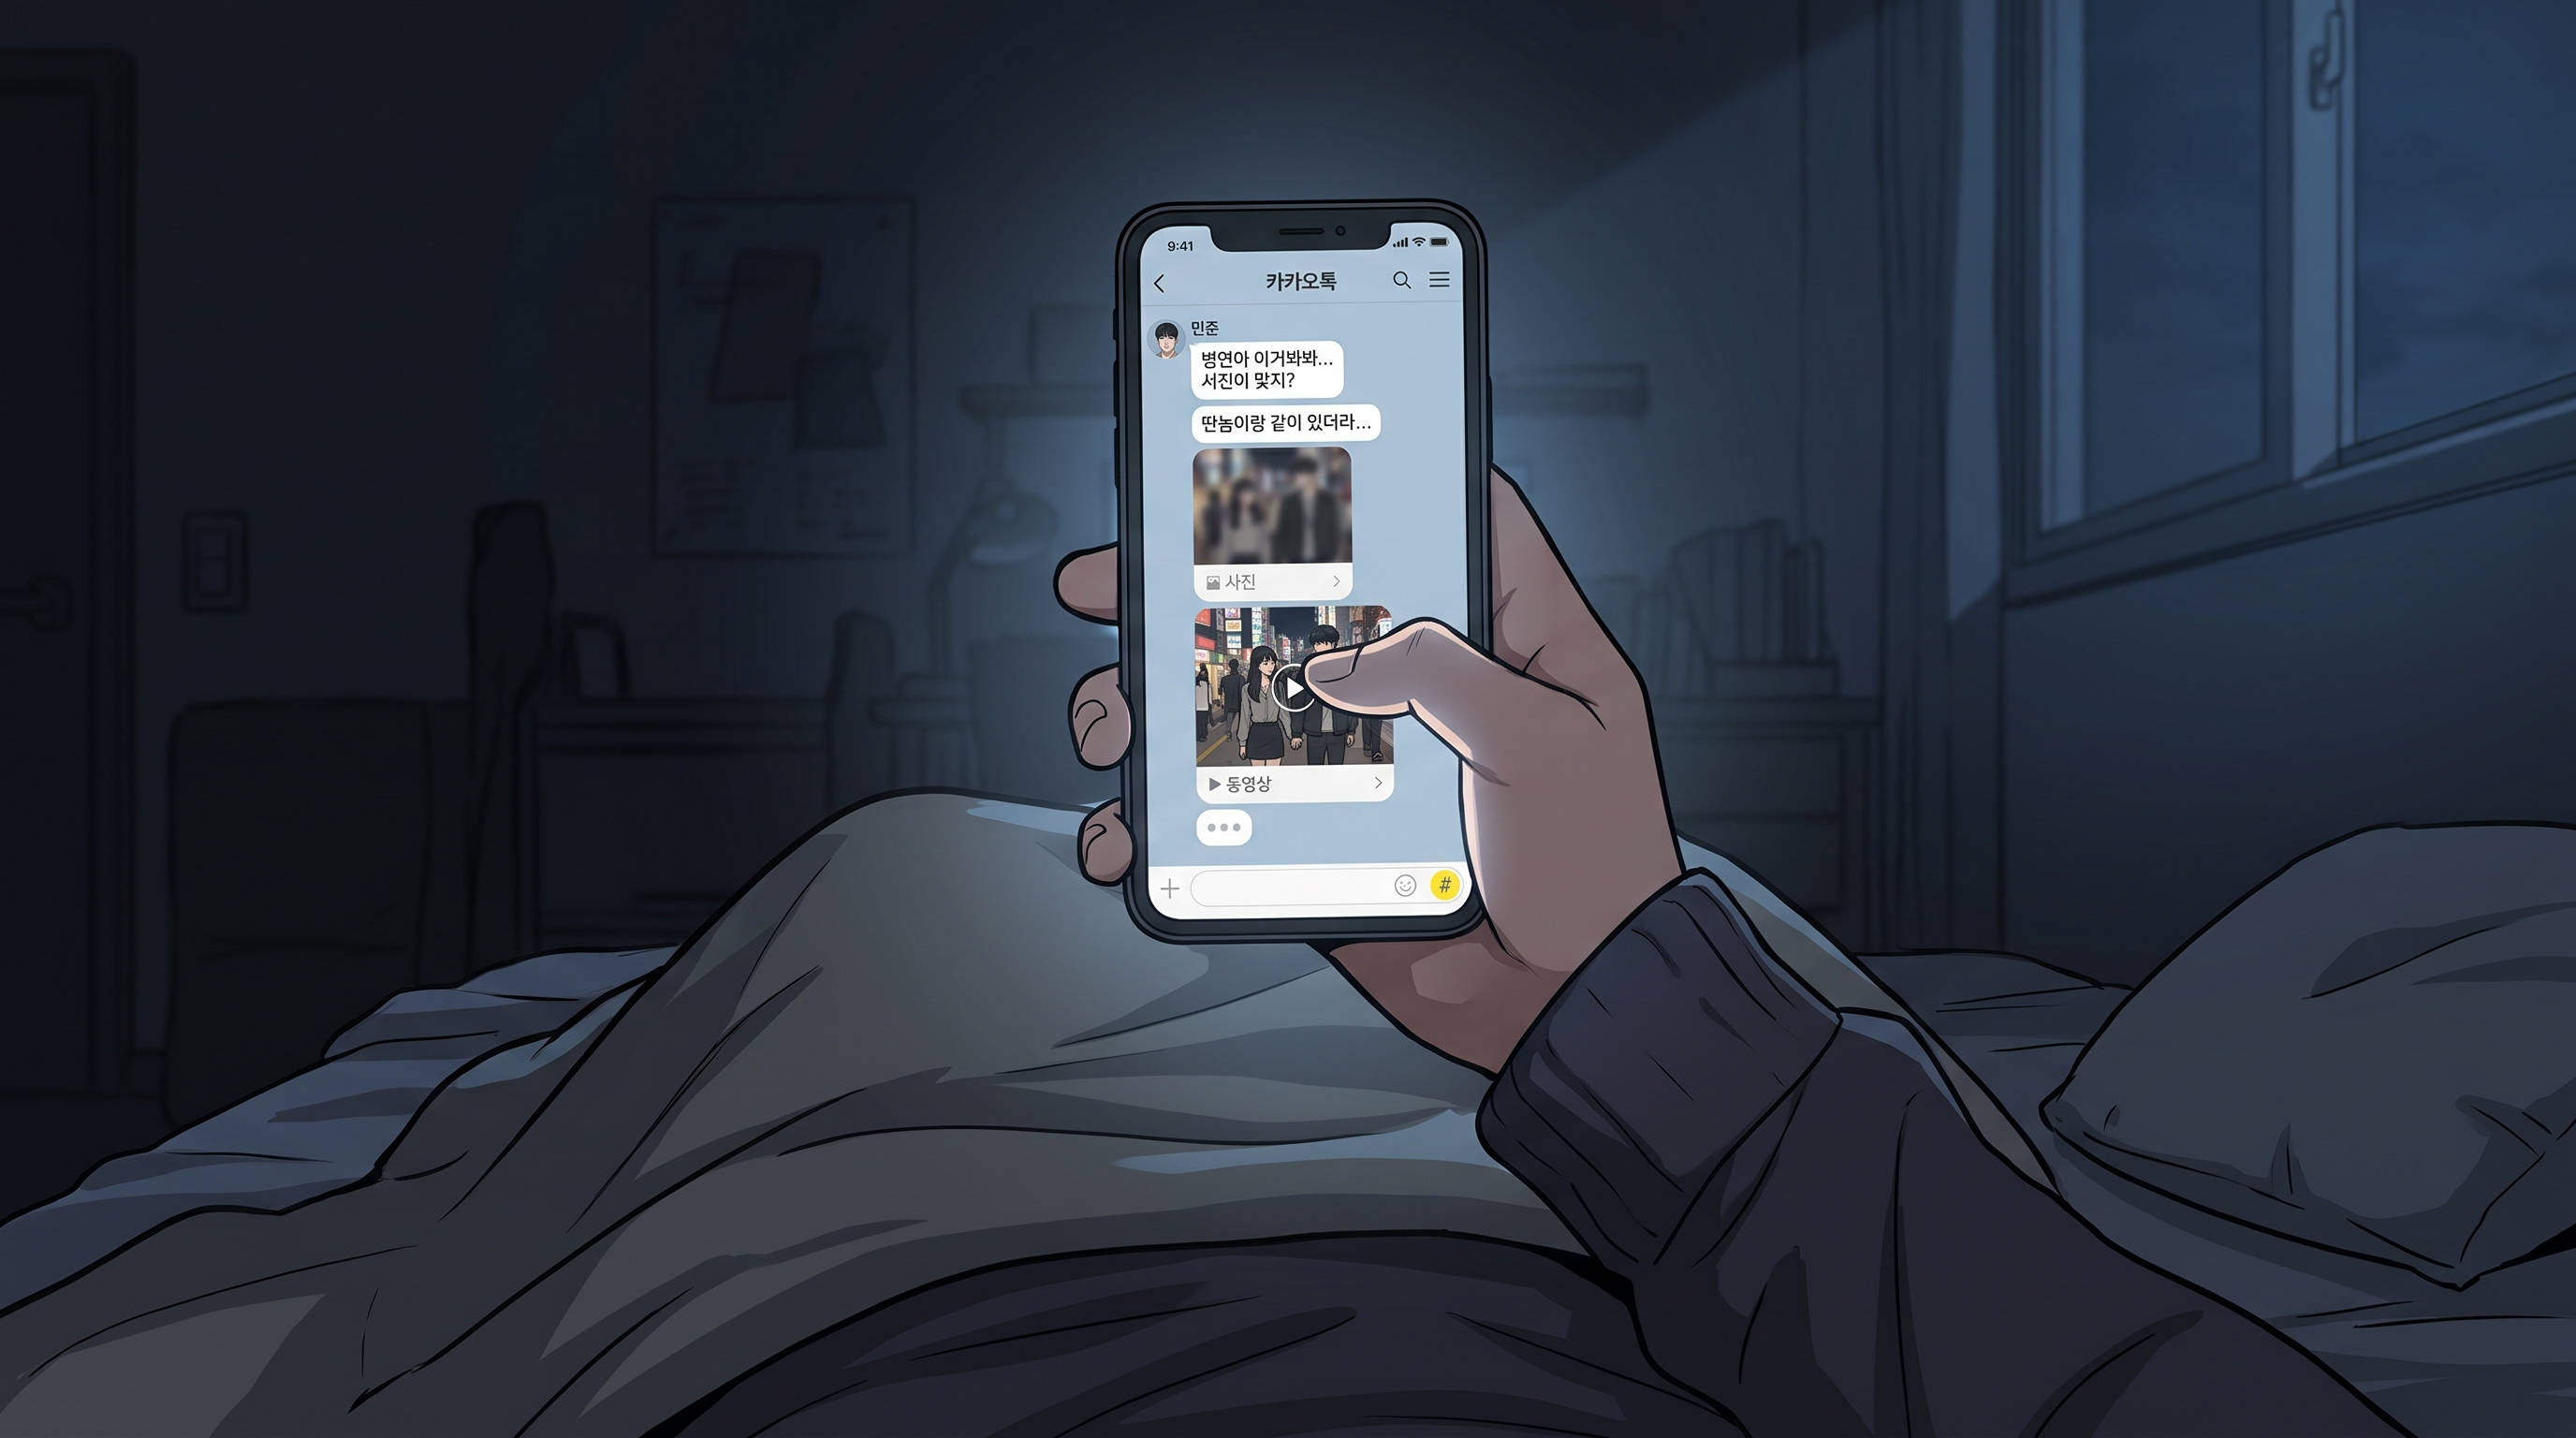 9:41
카카오톡
민준
병연아 이거봐봐...
서진이 맞지?
딴놈이랑 같이 있더라...
사진
동영상
#